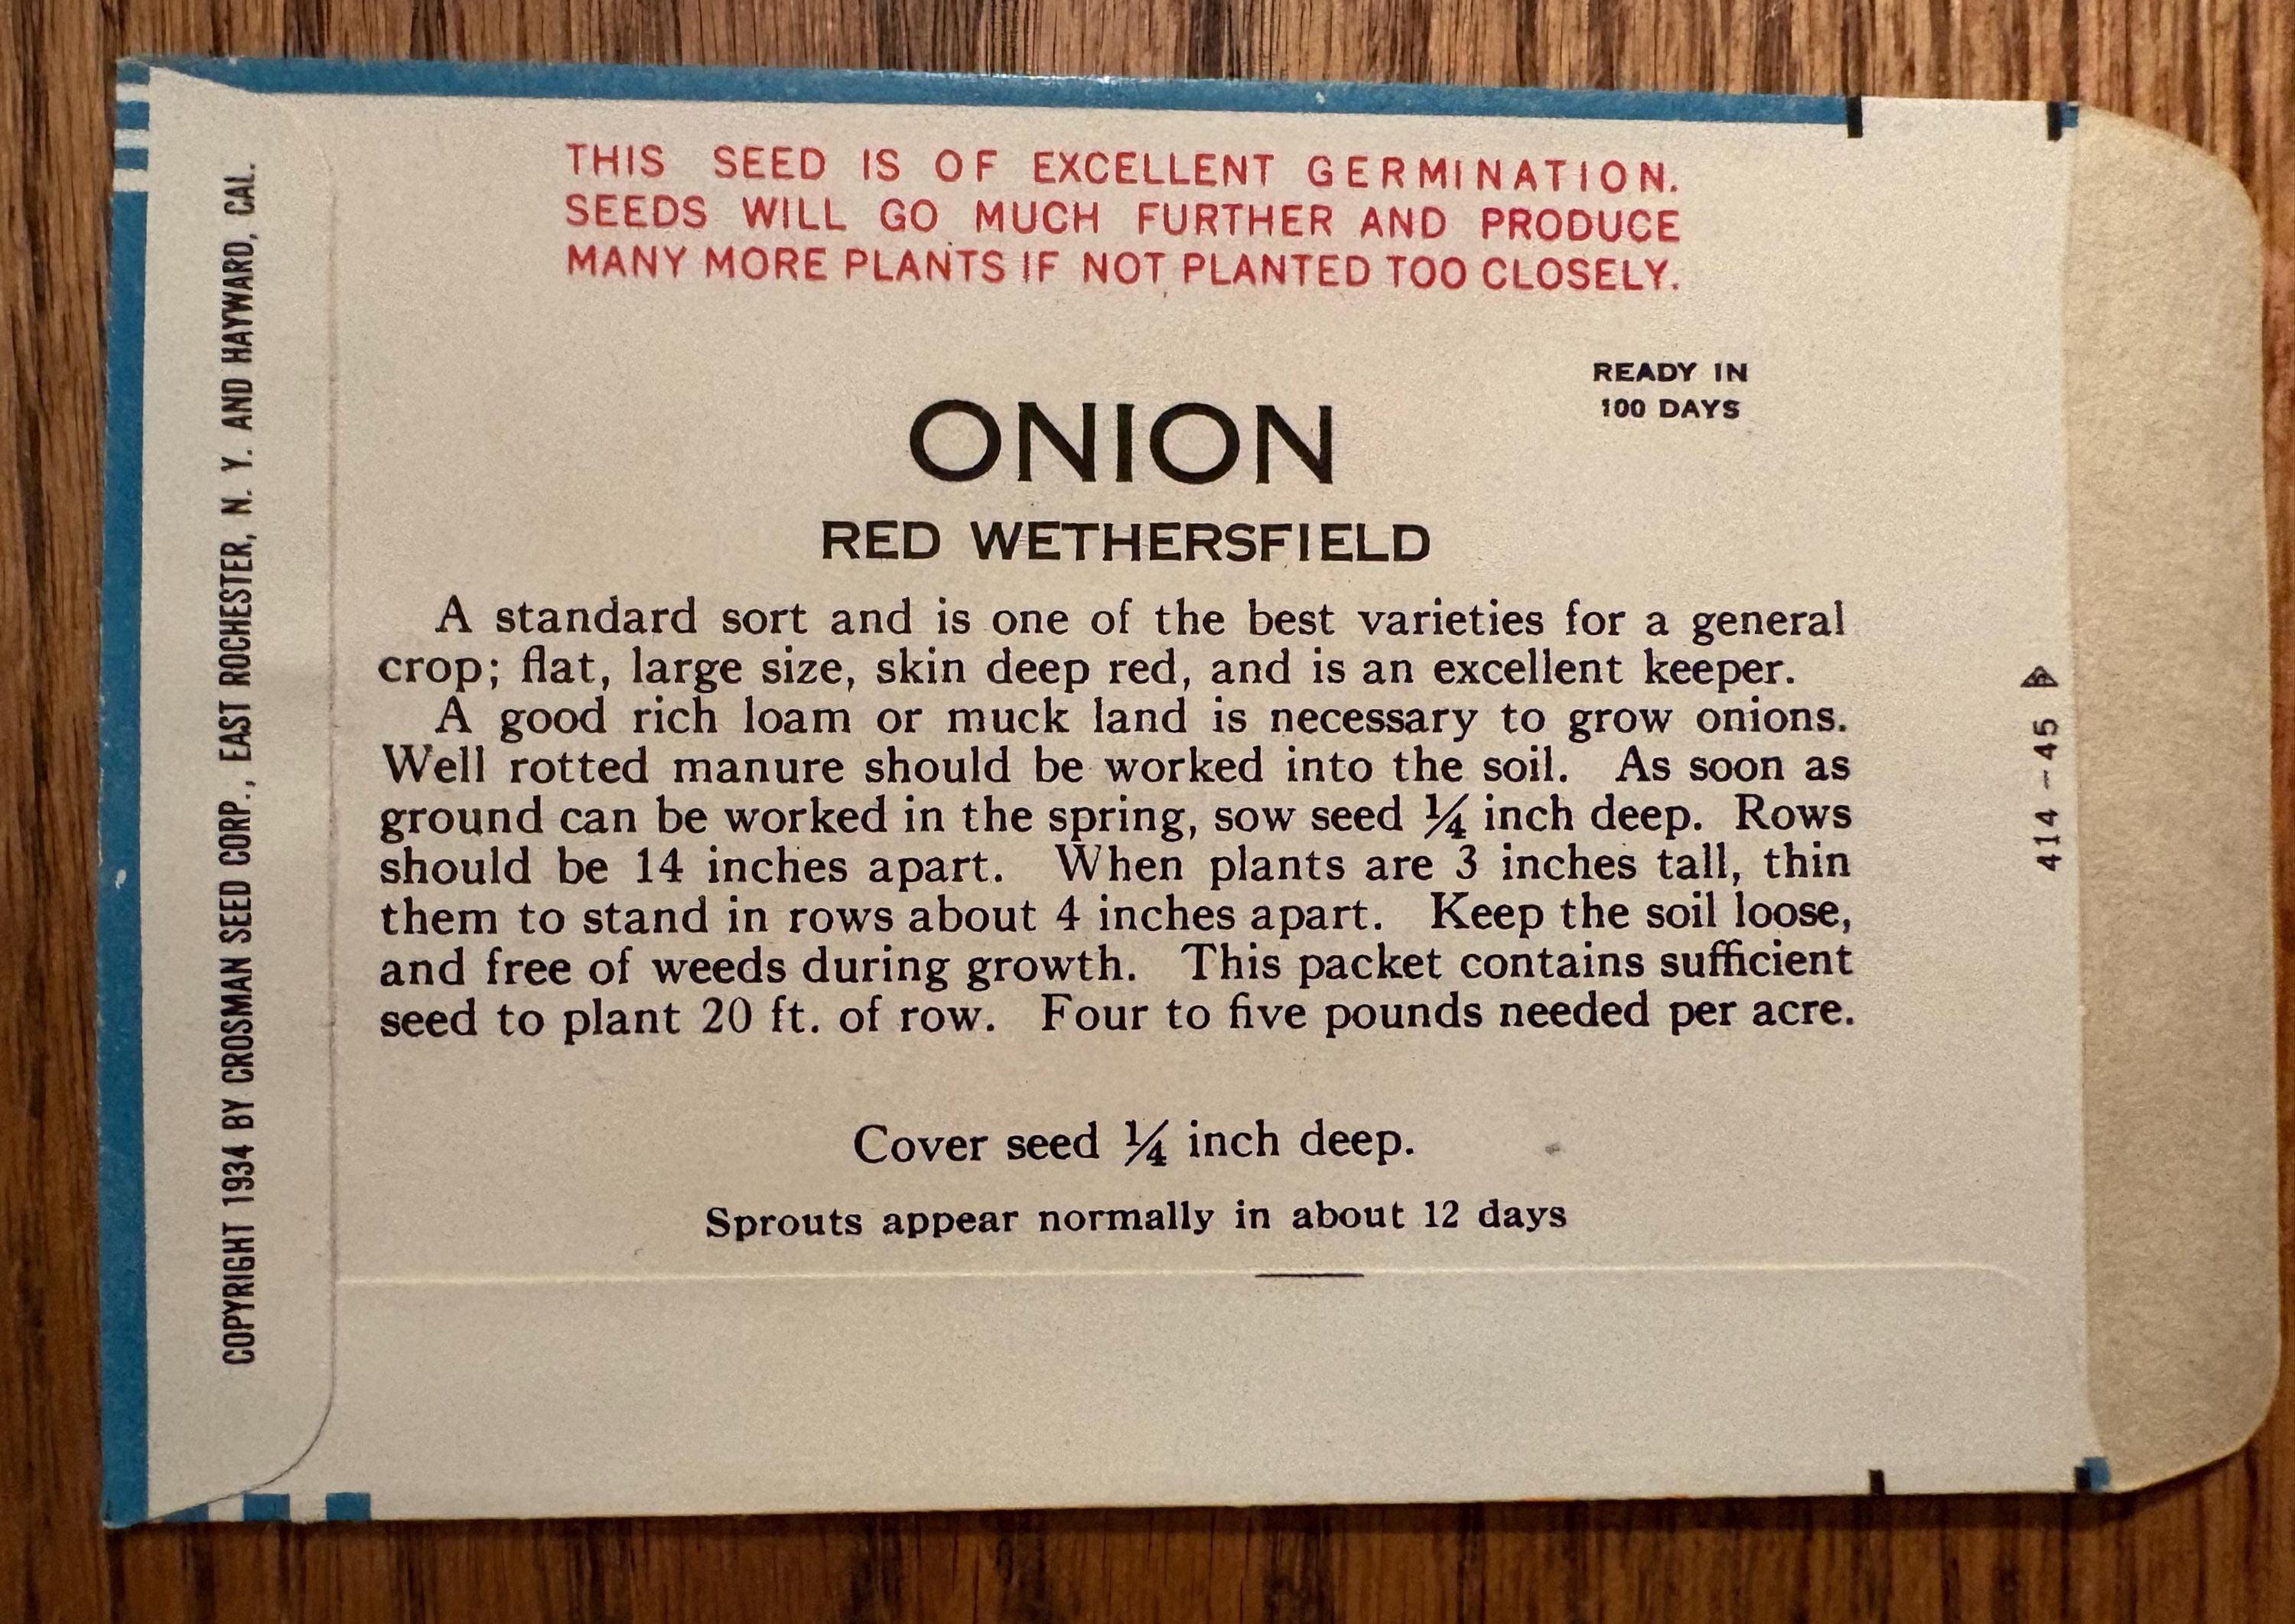 THIS SEED IS OF EXCELLENT GERMINATION.
SEEDS WILL GO MUCH FURTHER AND PRODUCE
MANY MORE PLANTS IF NOT PLANTED TOO CLOSELY.
READY IN
100 DAYS
ONION
RED WETHERSFIELD
A standard sort and is one of the best varieties for a general
crop; flat, large size, skin deep red, and is an excellent keeper.
A good rich loam or muck land is necessary to grow onions.
Well rotted manure should be worked into the soil. As soon as
ground can be worked in the spring, sow seed ¼ inch deep. Rows
should be 14 inches apart. When plants are 3 inches tall, thin
them to stand in rows about 4 inches apart. Keep the soil loose,
and free of weeds during growth. This packet contains sufficient
seed to plant 20 ft. of row. Four to five pounds needed per acre.
Cover seed ¼ inch deep.
Sprouts appear normally in about 12 days
COPYRIGHT 1934 BY CROSMAN SEED CORP., EAST ROCHESTER, N. Y. AND HAYWARD, CAL.
414-45